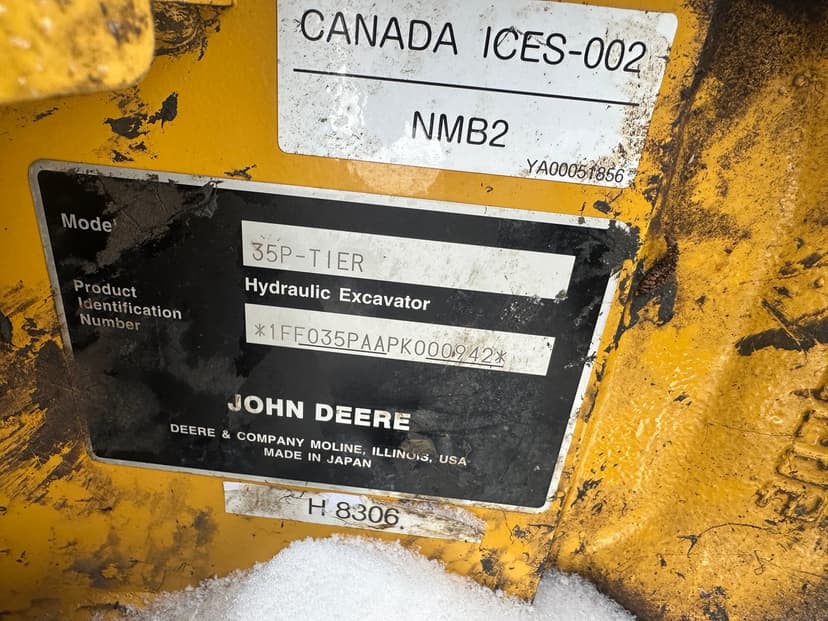 CANADA ICES-002
NMB2
YA00051856
Model
35P-TIER
Hydraulic Excavator
Product
Identification
Number
*1FF035PAAPK000942*
JOHN DEERE
DEERE & COMPANY MOLINE, ILLINOIS, USA
MADE IN JAPAN
H 8306